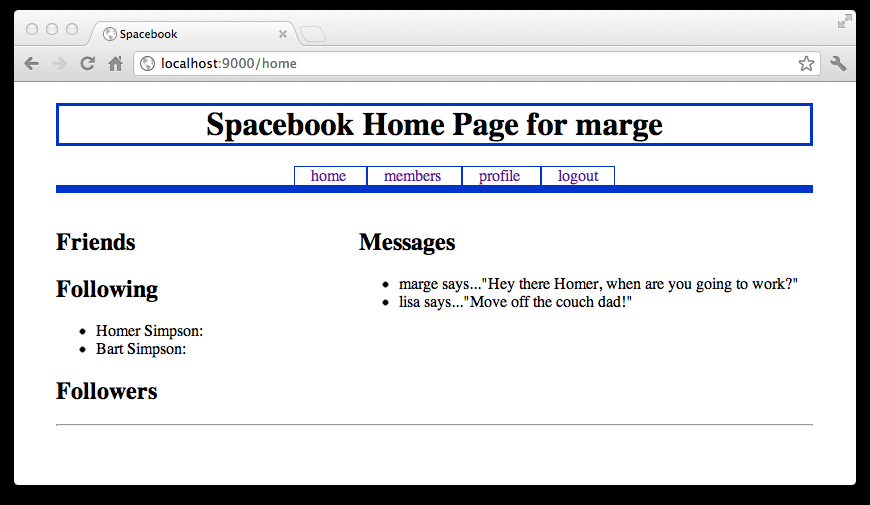 Spacebook
localhost:9000/home
Spacebook Home Page for marge
home members profile logout
Friends
Following
Homer Simpson:
Bart Simpson:
Followers
Messages
marge says..."Hey there Homer, when are you going to work?"
lisa says..."Move off the couch dad!"